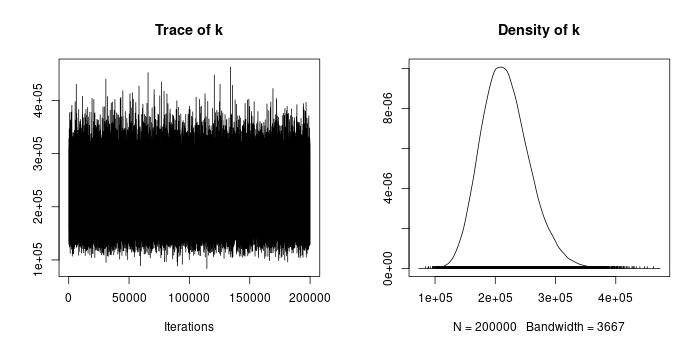 Trace of k
4e+05
3e+05
2e+05
1e+05
0
50000
100000
150000
200000
Iterations
Density of k
8e-06
4e-06
0e+00
1e+05
2e+05
3e+05
4e+05
N = 200000   Bandwidth = 3667